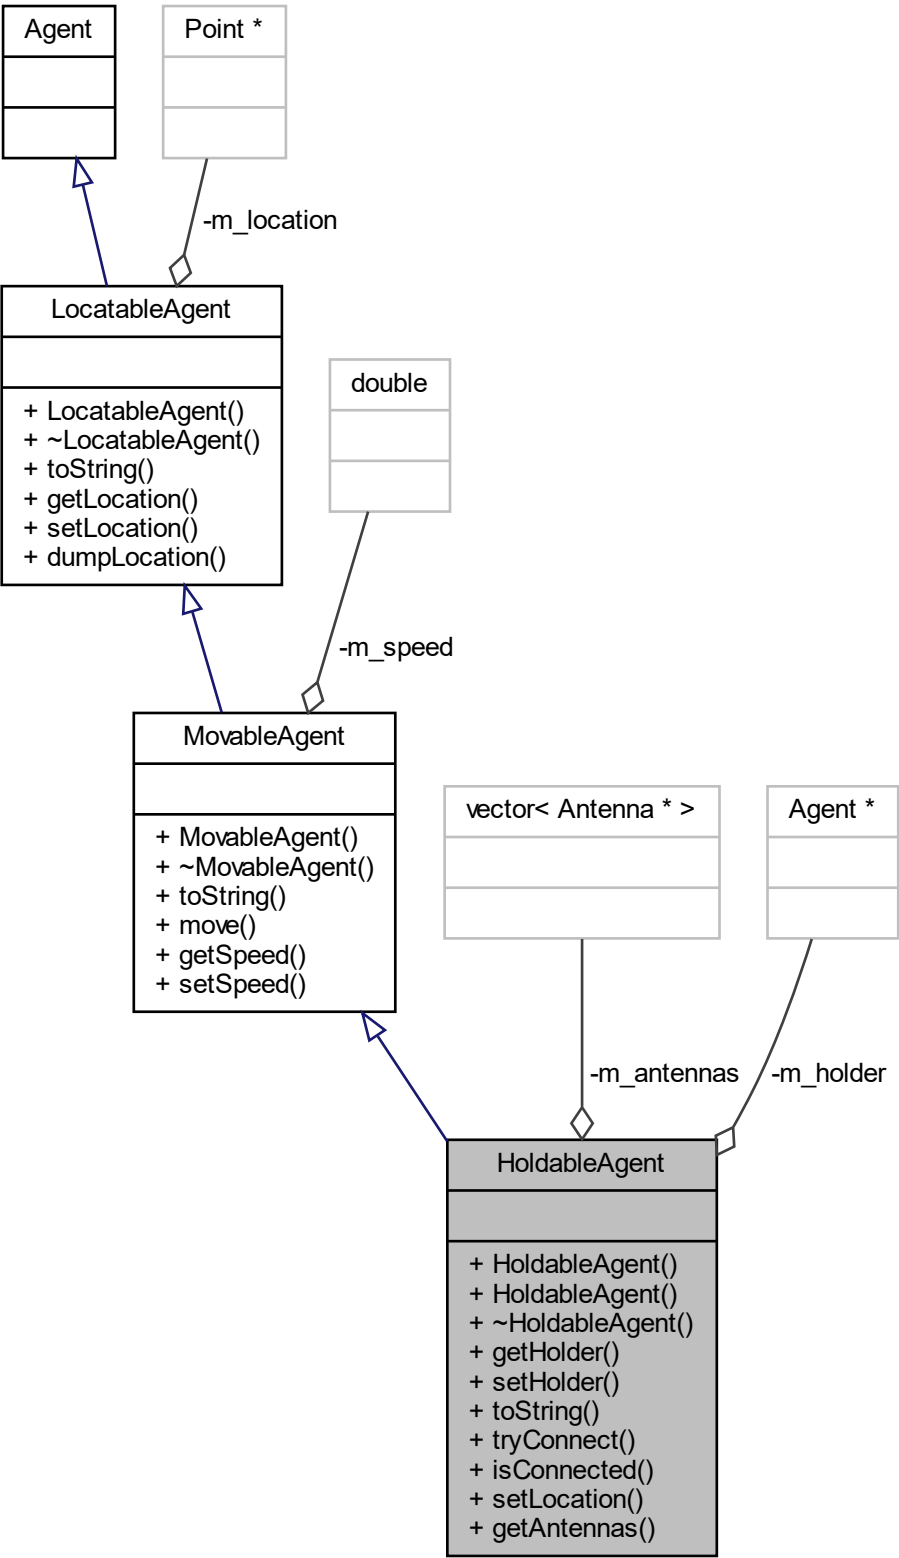 Agent
Point *
-m_location
LocatableAgent
+ LocatableAgent()
+ ~LocatableAgent()
+ toString()
+ getLocation()
+ setLocation()
+ dumpLocation()
double
-m_speed
MovableAgent
+ MovableAgent()
+ ~MovableAgent()
+ toString()
+ move()
+ getSpeed()
+ setSpeed()
vector< Antenna * >
Agent *
-m_antennas
-m_holder
HoldableAgent
+ HoldableAgent()
+ HoldableAgent()
+ ~HoldableAgent()
+ getHolder()
+ setHolder()
+ toString()
+ tryConnect()
+ isConnected()
+ setLocation()
+ getAntennas()